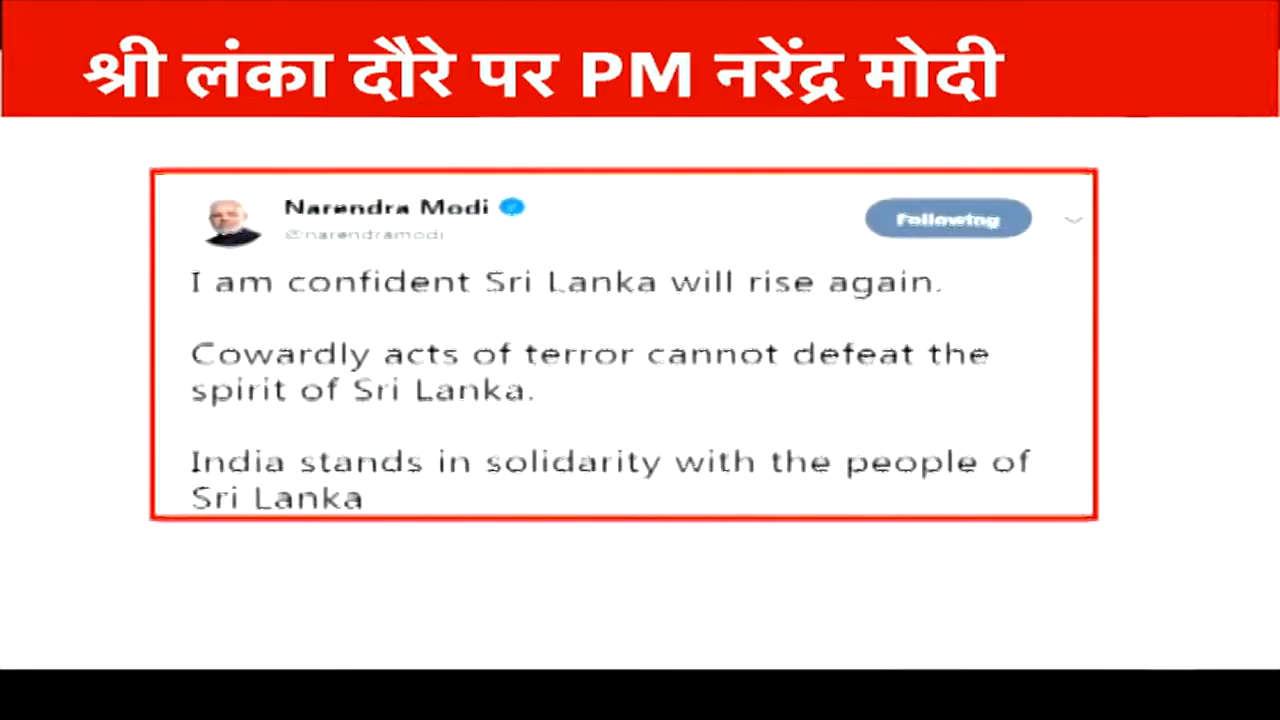 श्री लंका दौरे पर PM नरेंद्र मोदी
Narendra Modi
@narendramodi
Following
I am confident Sri Lanka will rise again.
Cowardly acts of terror cannot defeat the
spirit of Sri Lanka.
India stands in solidarity with the people of
Sri Lanka